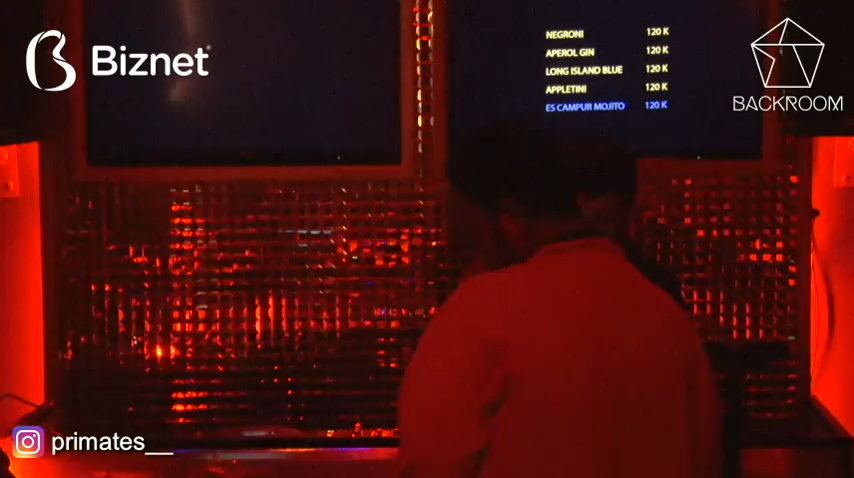 Biznet
NEGRONI 120 K
APEROL GIN 120 K
LONG ISLAND BLUE 120 K
APPLETINI 120 K
ES CAMPUR MOJITO 120 K
BACKROOM
primates__